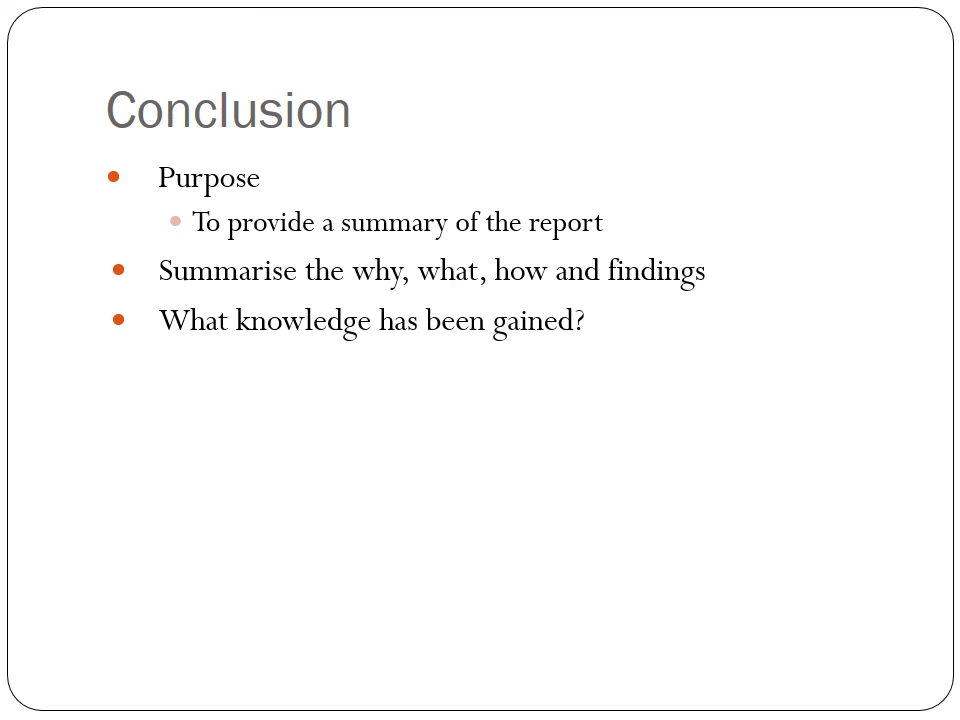 Conclusion
Purpose
To provide a summary of the report
Summarise the why, what, how and findings
What knowledge has been gained?